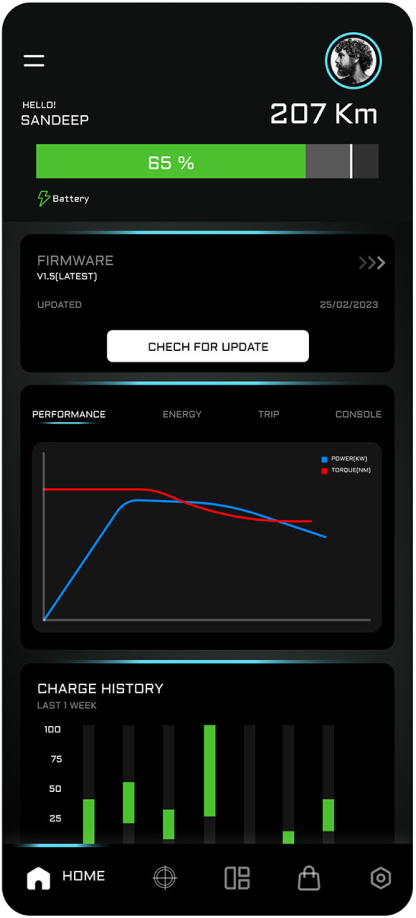 HELLO!
SANDEEP
207 Km
65 %
Battery
FIRMWARE
V1.5(LATEST)
UPDATED
25/02/2023
CHECH FOR UPDATE
PERFORMANCE
ENERGY
TRIP
CONSOLE
POWER(KW)
TORQUE(NM)
CHARGE HISTORY
LAST 1 WEEK
100
75
50
25
HOME